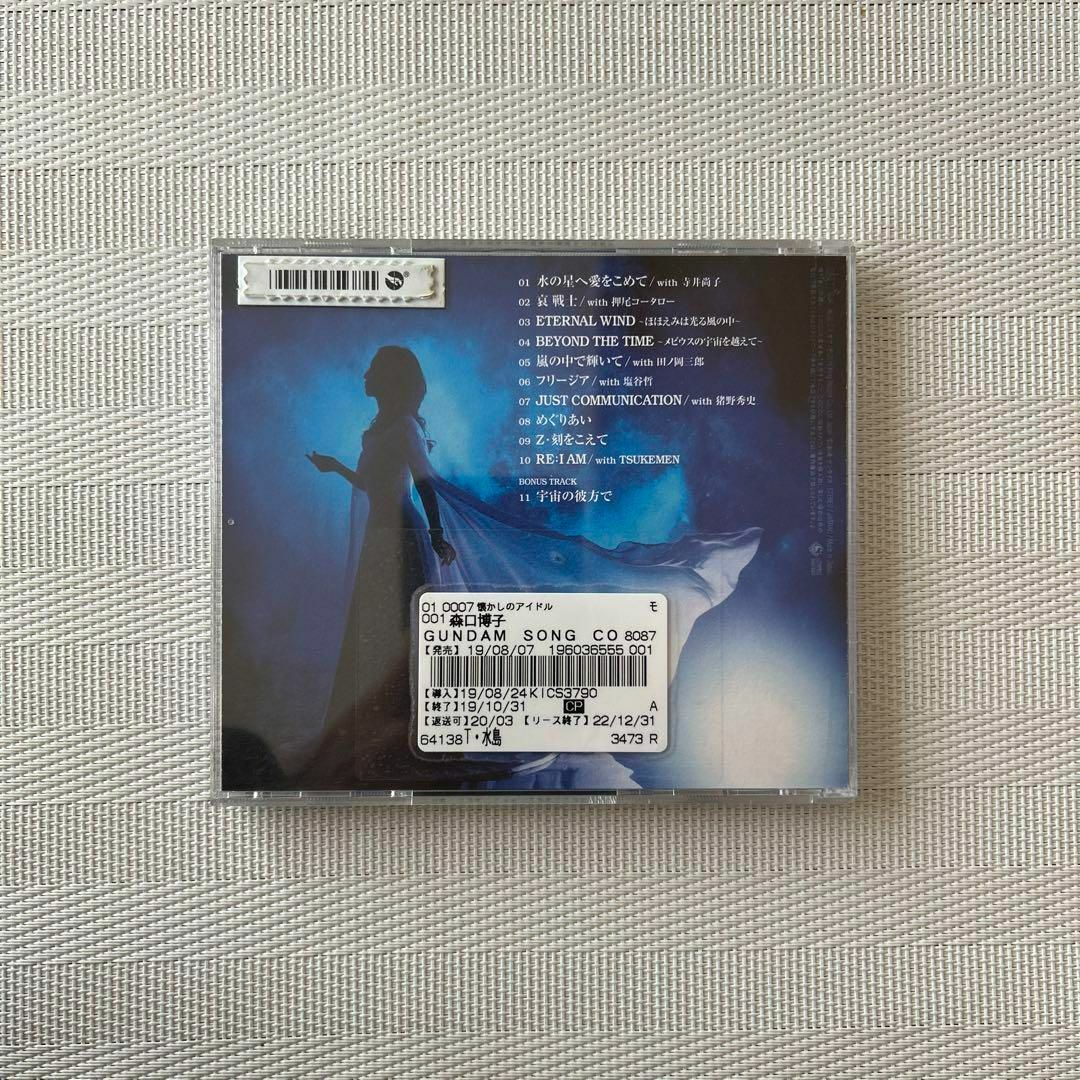 01 水の星へ愛をこめて/with 寺井尚子
02 哀 戦士/with 押尾コータロー
03 ETERNAL WIND ~ほほえみは光る風の中~
04 BEYOND THE TIME ~メビウスの宇宙を越えて~
05 嵐の中で輝いて/with 田ノ岡三郎
06 フリージア/with 塩谷哲
07 JUST COMMUNICATION/with 猪野秀史
08 めぐりあい
09 Z・刻をこえて
10 RE:I AM/with TSUKEMEN
BONUS TRACK
11 宇宙の彼方で
01 0007 懐かしのアイドル モ
001 森口博子
GUNDAM SONG CO 8087
【発売】 19/08/07 196036555 001
【導入】19/08/24 KICS3790
【終了】19/10/31 CP A
【返送可】20/03 【リース終了】22/12/31
64138 T・水島 3473 R